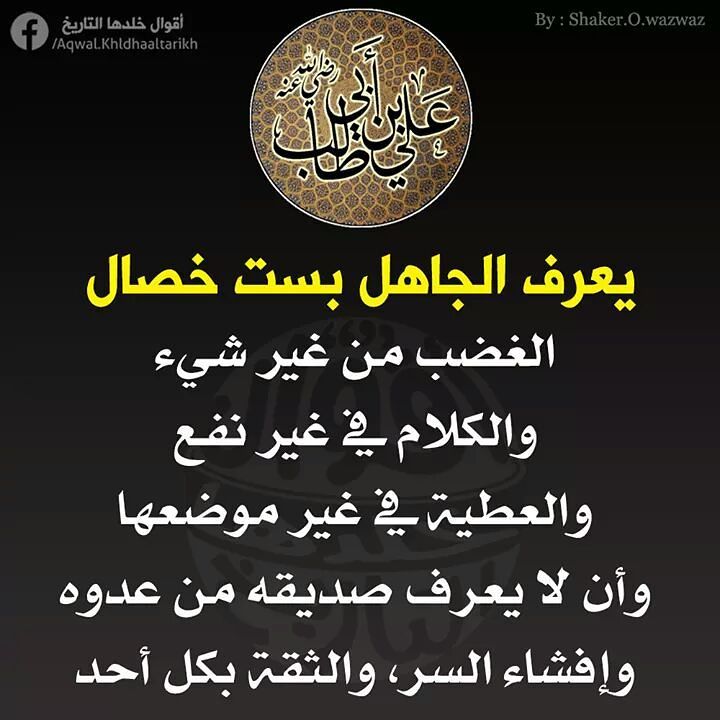 أقوال خلدها التاريخ
/Aqwal.Khldhaaltarikh
By : Shaker.O.wazwaz
علي بن أبي طالب
رضي الله عنه
يعرف الجاهل بست خصال
الغضب من غير شيء
والكلام في غير نفع
والعطية في غير موضعها
وأن لا يعرف صديقه من عدوه
وإفشاء السر، والثقة بكل أحد